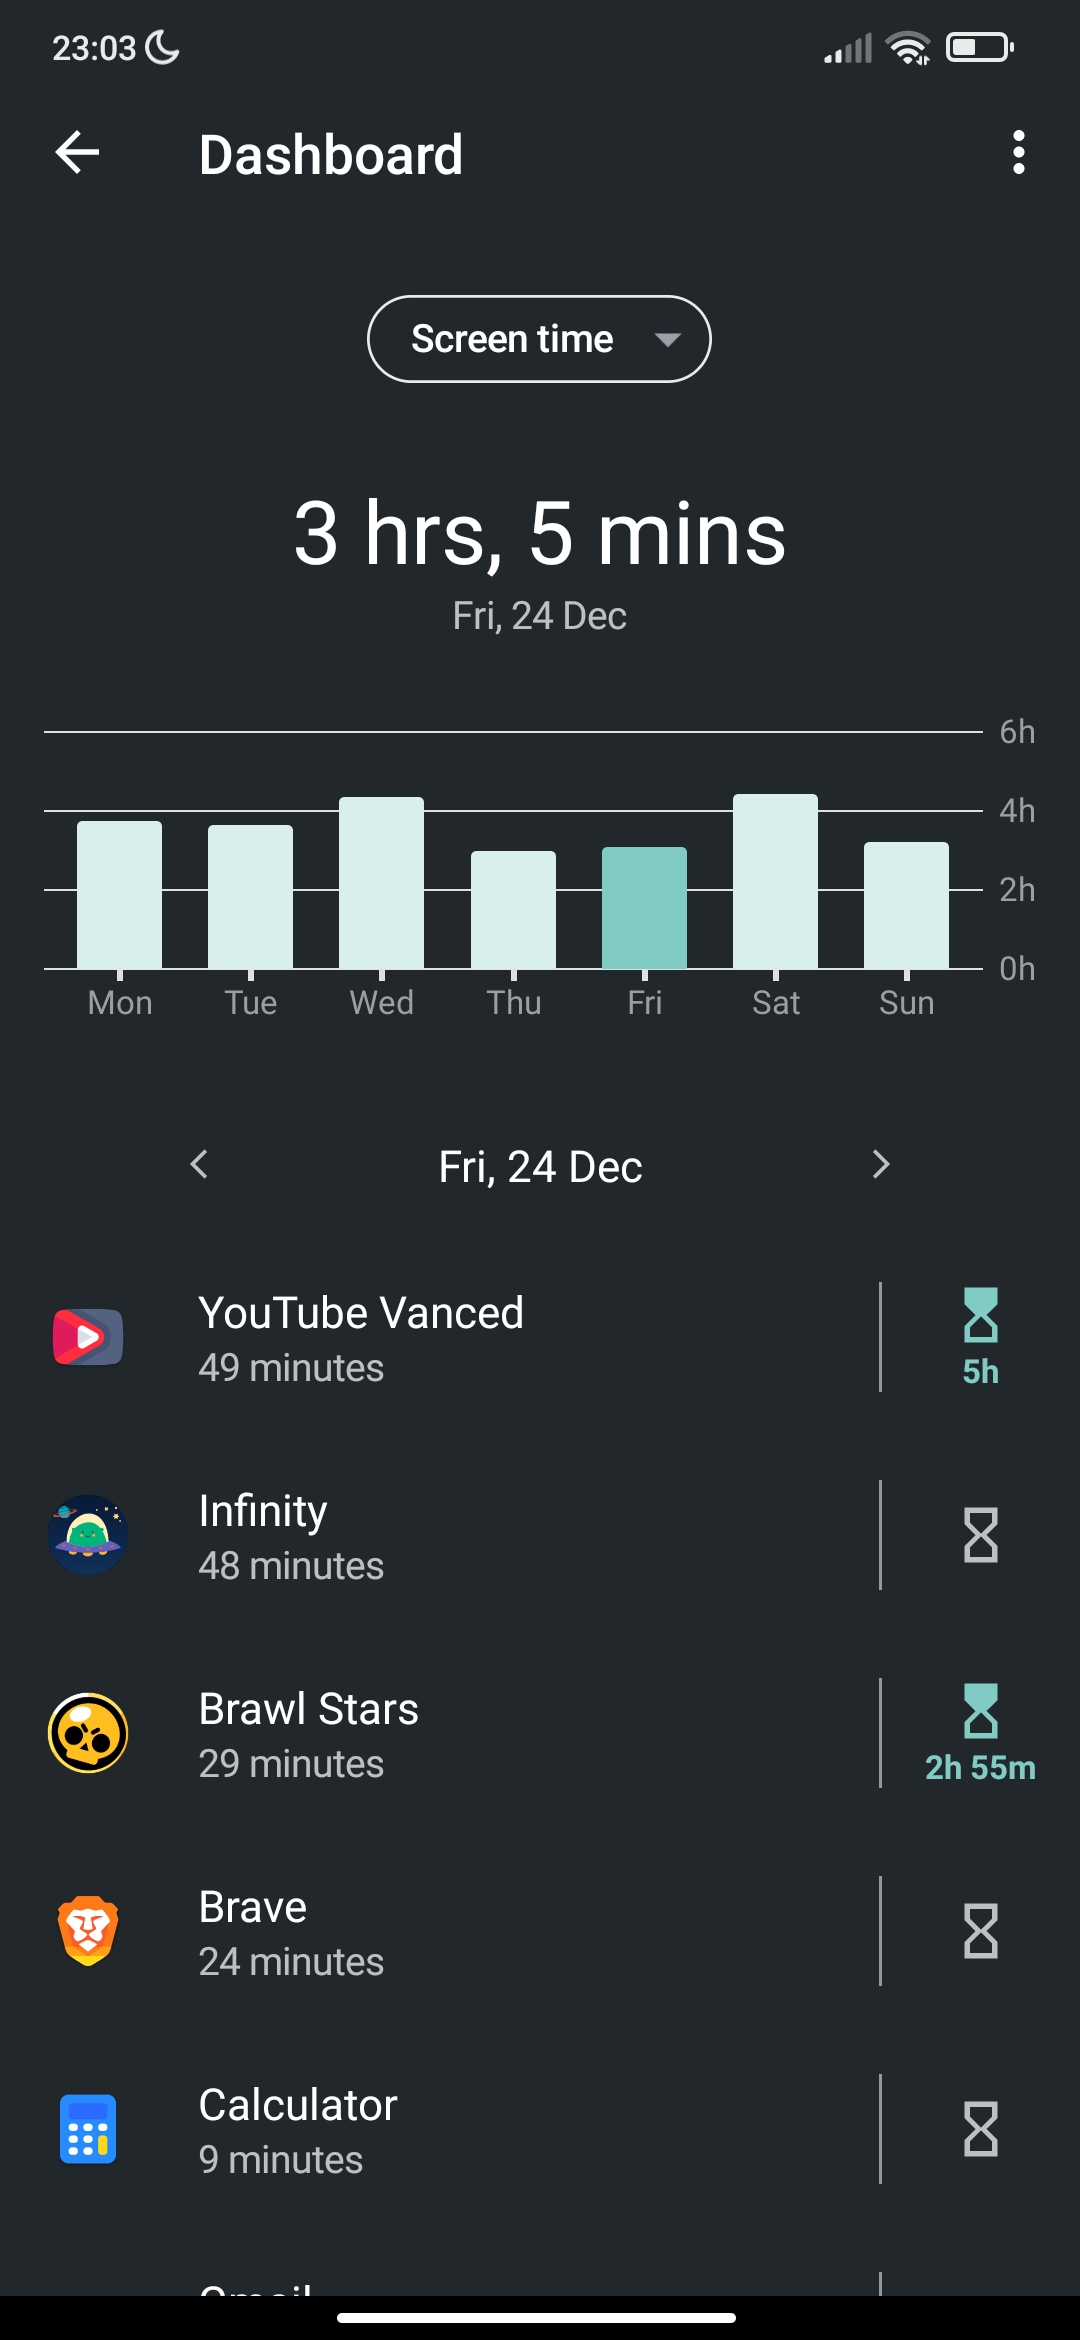 23:03
Dashboard
Screen time
3 hrs, 5 mins
Fri, 24 Dec
6h
4h
2h
0h
Mon Tue Wed Thu Fri Sat Sun
Fri, 24 Dec
YouTube Vanced
49 minutes
5h
Infinity
48 minutes
Brawl Stars
29 minutes
2h 55m
Brave
24 minutes
Calculator
9 minutes
Gmail